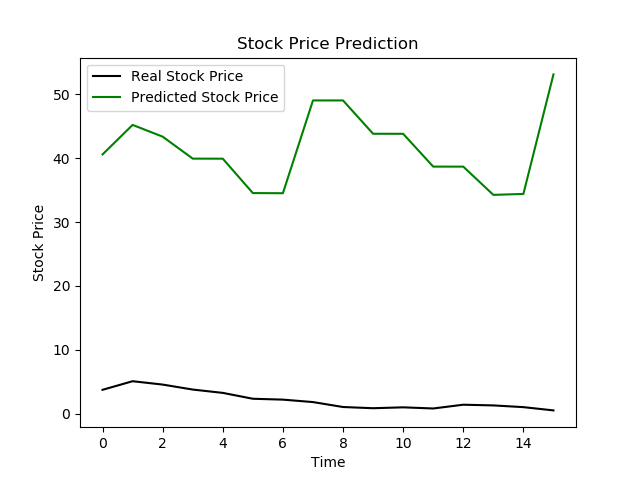 Stock Price Prediction
Real Stock Price
Predicted Stock Price
Stock Price
50
40
30
20
10
0
0 2 4 6 8 10 12 14
Time